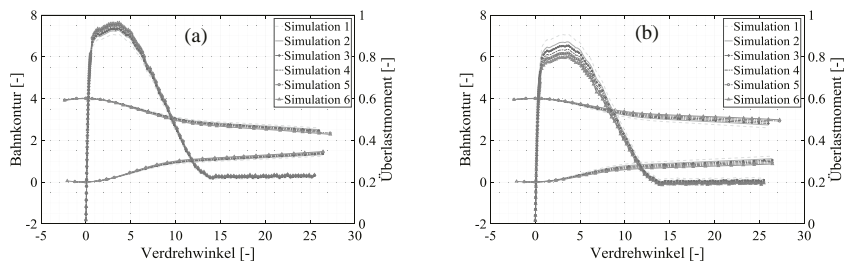 8
6
4
2
0
-2
Bahnkontur [-]
(a)
Simulation 1
Simulation 2
Simulation 3
Simulation 4
Simulation 5
Simulation 6
1
0.8
0.6
0.4
0.2
0
Überlastmoment [-]
-5 0 5 10 15 20 25 30
Verdrehwinkel [-]
8
6
4
2
0
-2
Bahnkontur [-]
(b)
Simulation 1
Simulation 2
Simulation 3
Simulation 4
Simulation 5
Simulation 6
1
0.8
0.6
0.4
0.2
0
Überlastmoment [-]
-5 0 5 10 15 20 25 30
Verdrehwinkel [-]